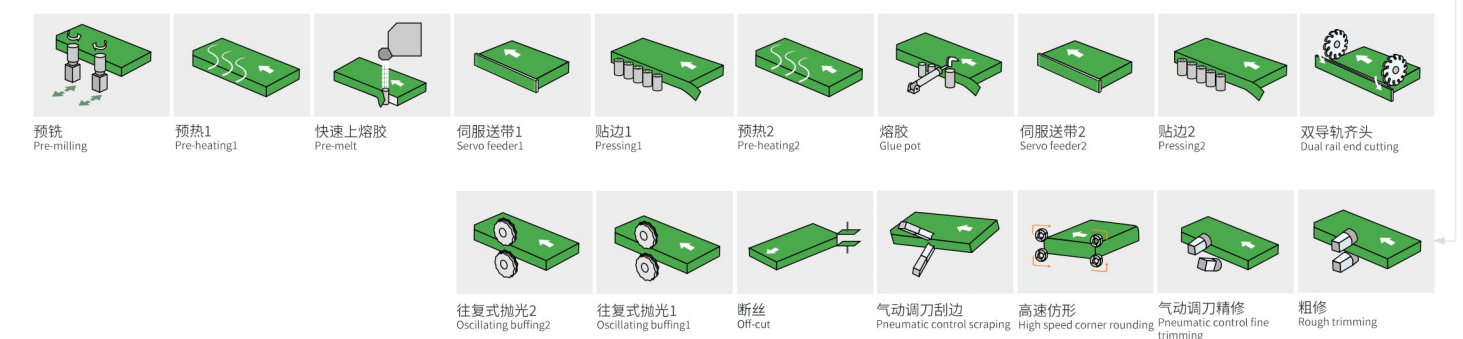 预铣
Pre-milling
预热1
Pre-heating1
快速上熔胶
Pre-melt
伺服送带1
Servo feeder1
贴边1
Pressing1
预热2
Pre-heating2
熔胶
Glue pot
伺服送带2
Servo feeder2
贴边2
Pressing2
双导轨齐头
Dual rail end cutting
往复式抛光2
Oscillating buffing2
往复式抛光1
Oscillating buffing1
断丝
Off-cut
气动调刀刮边
Pneumatic control scraping
高速仿形
High speed corner rounding
气动调刀精修
Pneumatic control fine
trimming
粗修
Rough trimming